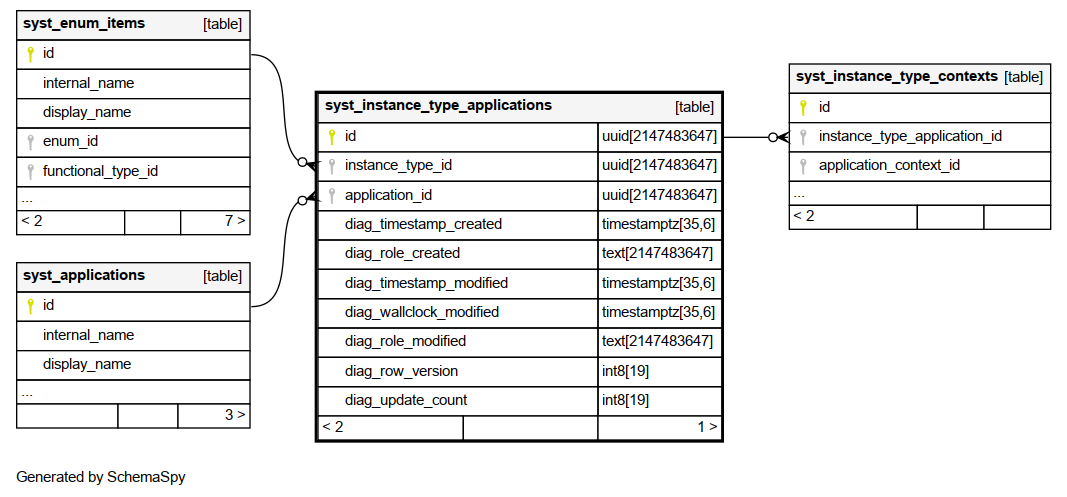 syst_enum_items [table]
id
internal_name
display_name
enum_id
functional_type_id
...
< 2 7 >
syst_applications [table]
id
internal_name
display_name
...
3 >
syst_instance_type_applications [table]
id uuid[2147483647]
instance_type_id uuid[2147483647]
application_id uuid[2147483647]
diag_timestamp_created timestamptz[35,6]
diag_role_created text[2147483647]
diag_timestamp_modified timestamptz[35,6]
diag_wallclock_modified timestamptz[35,6]
diag_role_modified text[2147483647]
diag_row_version int8[19]
diag_update_count int8[19]
< 2 1 >
syst_instance_type_contexts [table]
id
instance_type_application_id
application_context_id
...
< 2
Generated by SchemaSpy